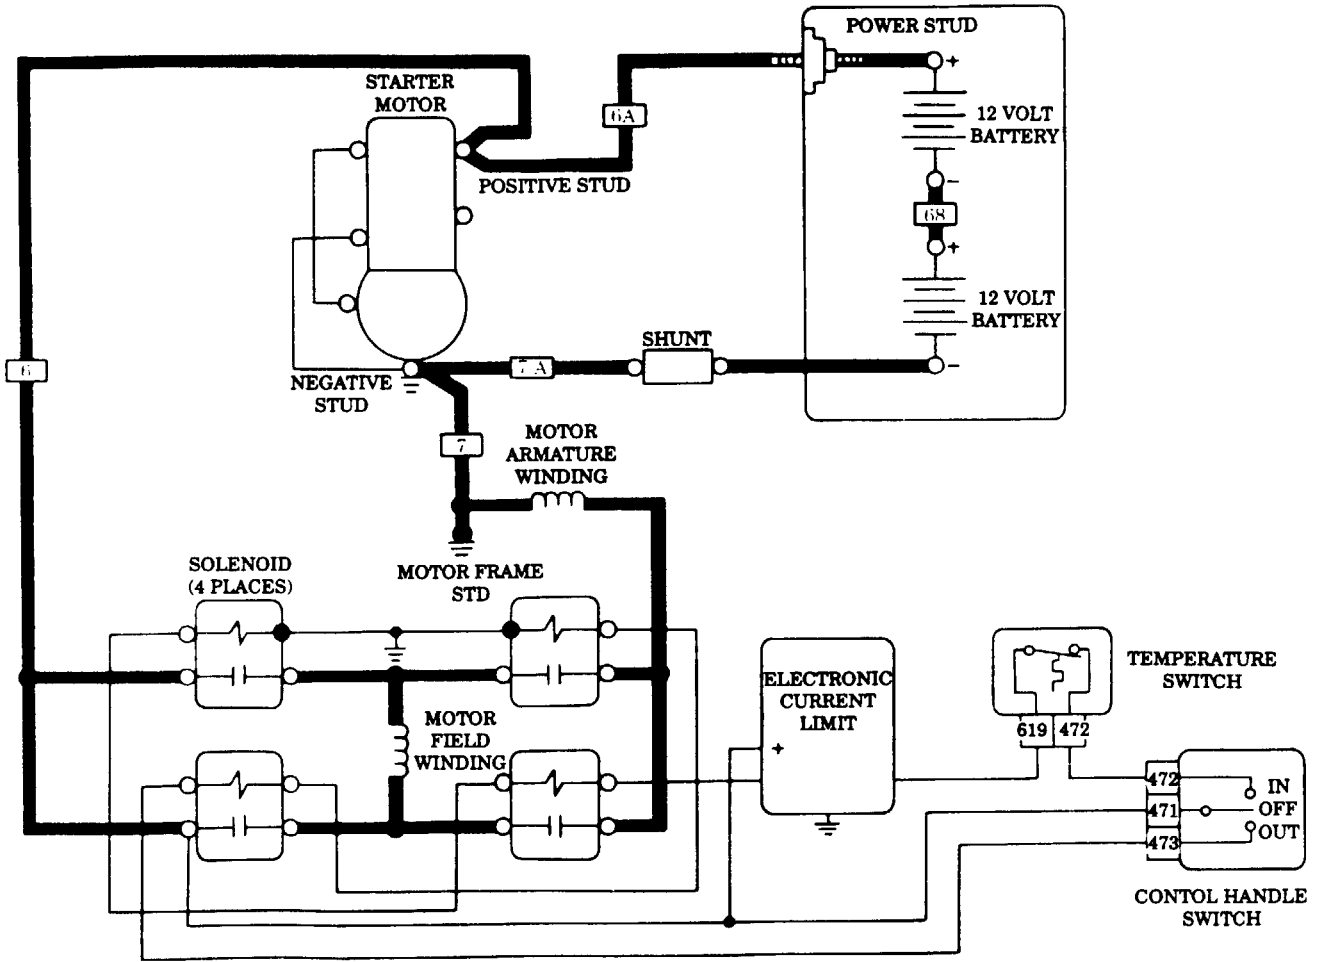 POWER STUD
+
STARTER
MOTOR
6A
12 VOLT
BATTERY
POSITIVE STUD
−
68
+
12 VOLT
BATTERY
SHUNT
6
7A
−
NEGATIVE
STUD
MOTOR
ARMATURE
WINDING
7
SOLENOID
(4 PLACES)
MOTOR FRAME
STD
ELECTRONIC
CURRENT
LIMIT
+
TEMPERATURE
SWITCH
619
472
MOTOR
FIELD
WINDING
472
IN
471
OFF
473
OUT
CONTOL HANDLE
SWITCH